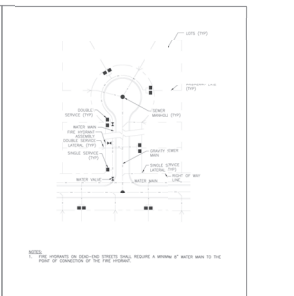 LOTS (TYP)
(TYP)
DOUBLE
SERVICE (TYP)
SEWER
MANHOLE (TYP)
WATER MAIN
FIRE HYDRANT
ASSEMBLY
DOUBLE SERVICE
LATERAL (TYP)
GRAVITY SEWER
MAIN
SINGLE SERVICE
(TYP)
SINGLE SERVICE
LATERAL (TYP)
RIGHT OF WAY
LINE
WATER VALVE
WATER MAIN
NOTES:
1. FIRE HYDRANTS ON DEAD-END STREETS SHALL REQUIRE A MINIMUM 8" WATER MAIN TO THE
POINT OF CONNECTION OF THE FIRE HYDRANT.